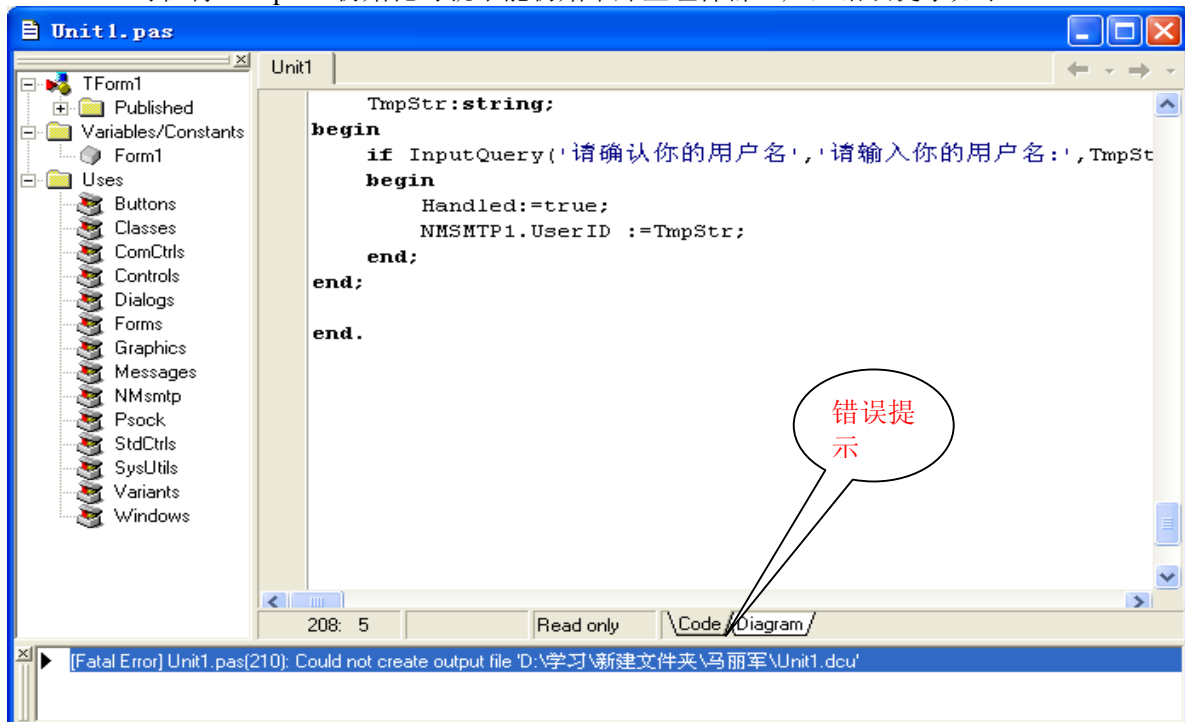 Unit1.pas
TForm1
Published
Variables/Constants
Form1
Uses
Buttons
Classes
ComCtrls
Controls
Dialogs
Forms
Graphics
Messages
NMsmtp
Psock
StdCtrls
SysUtils
Variants
Windows
Unit1
TmpStr:string;
begin
if InputQuery('请确认你的用户名','请输入你的用户名:',TmpSt
begin
Handled:=true;
NMSMTP1.UserID :=TmpStr;
end;
end;
end.
错误提
示
208: 5
Read only
Code
Diagram
[Fatal Error] Unit1.pas(210): Could not create output file 'D:\学习\新建文件夹\马丽军\Unit1.dcu'